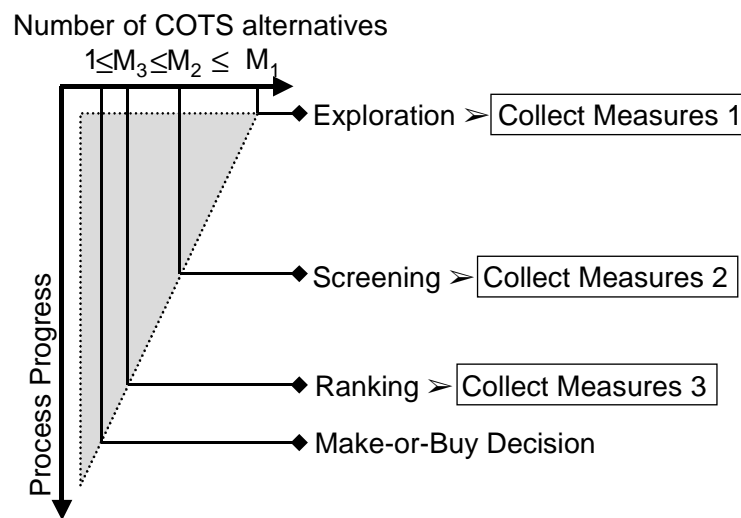 Number of COTS alternatives
1≤M3 ≤M2 ≤ M1
Exploration ➢ Collect Measures 1
Screening ➢ Collect Measures 2
Ranking ➢ Collect Measures 3
Make-or-Buy Decision
Process Progress